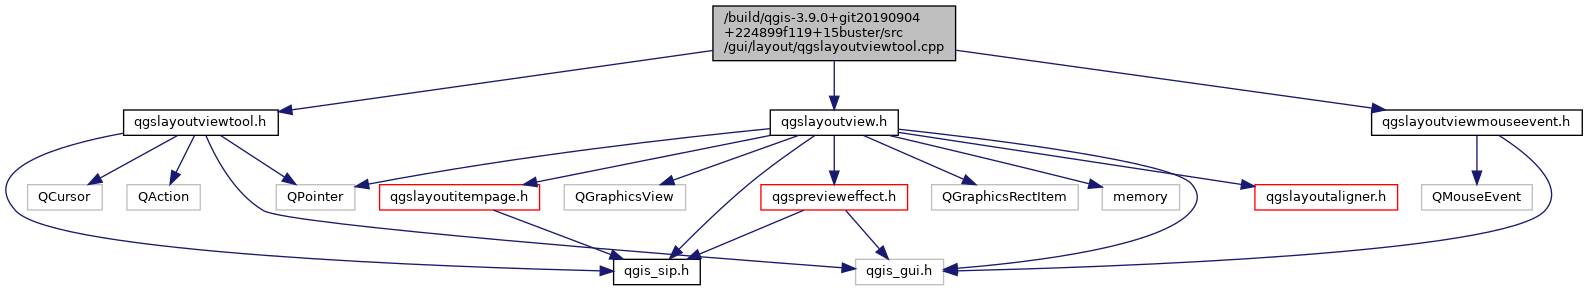 /build/qgis-3.9.0+git20190904
+224899f119+15buster/src
/gui/layout/qgslayoutviewtool.cpp
qgslayoutviewtool.h
qgslayoutview.h
qgslayoutviewmouseevent.h
QCursor
QAction
QPointer
qgslayoutitempage.h
QGraphicsView
qgsprevieweffect.h
QGraphicsRectItem
memory
qgslayoutaligner.h
QMouseEvent
qgis_sip.h
qgis_gui.h